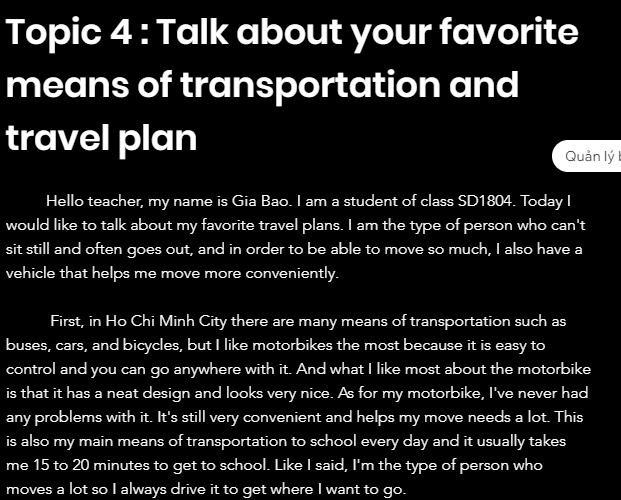 Topic 4 : Talk about your favorite
means of transportation and
travel plan
Quản lý
Hello teacher, my name is Gia Bao. I am a student of class SD1804. Today I
would like to talk about my favorite travel plans. I am the type of person who can't
sit still and often goes out, and in order to be able to move so much, I also have a
vehicle that helps me move more conveniently.
First, in Ho Chi Minh City there are many means of transportation such as
buses, cars, and bicycles, but I like motorbikes the most because it is easy to
control and you can go anywhere with it. And what I like most about the motorbike
is that it has a neat design and looks very nice. As for my motorbike, I've never had
any problems with it. It's still very convenient and helps my move needs a lot. This
is also my main means of transportation to school every day and it usually takes
me 15 to 20 minutes to get to school. Like I said, I'm the type of person who
moves a lot so I always drive it to get where I want to go.